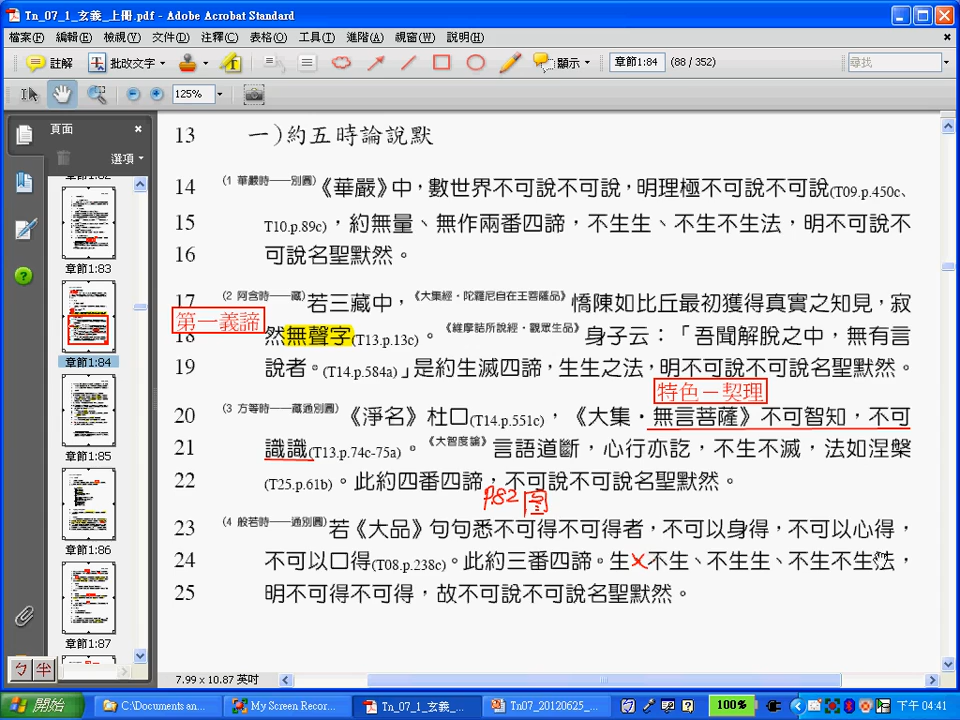 Tn_07_1_玄義_上冊.pdf - Adobe Acrobat Standard
檔案(F) 編輯(E) 檢視(V) 文件(D) 注釋(C) 表格(O) 工具(T) 進階(A) 視窗(W) 說明(H)
註解 批改文字 顯示 章節1:84 (88 / 352) 尋找
125%
頁面
選項
章節1:83
章節1:84
章節1:85
章節1:86
章節1:87
13 一)約五時論說默
14 (1 華嚴時──別圓)《華嚴》中,數世界不可說不可說,明理極不可說不可說(T09.p.450c、
15 T10.p.89c),約無量、無作兩番四諦,不生生、不生不生法,明不可說不
16 可說名聖默然。
17 (2 阿含時──藏)若三藏中,《大集經‧陀羅尼自在王菩薩品》憍陳如比丘最初獲得真實之知見,寂
第一義諦
18 然無聲字(T13.p.13c)。《維摩詰所說經‧觀眾生品》身子云:「吾聞解脫之中,無有言
19 說者。(T14.p.584a)」是約生滅四諦,生生之法,明不可說不可說名聖默然。
特色－契理
20 (3 方等時──藏通別圓)《淨名》杜口(T14.p.551c),《大集‧無言菩薩》不可智知,不可
21 識識(T13.p.74c-75a)。《大智度論》言語道斷,心行亦訖,不生不滅,法如涅槃
22 (T25.p.61b)。此約四番四諦,不可說不可說名聖默然。
P82
23 (4 般若時──通別圓)若《大品》句句悉不可得不可得者,不可以身得,不可以心得,
24 不可以口得(T08.p.238c)。此約三番四諦。生不生、不生生、不生不生法,
25 明不可得不可得,故不可說不可說名聖默然。
7.99 x 10.87 英吋
ㄅ 半
開始 C:\Documents an... My Screen Recor... Tn_07_1_玄義_... Tn07_20120625_... 100% 下午 04:41